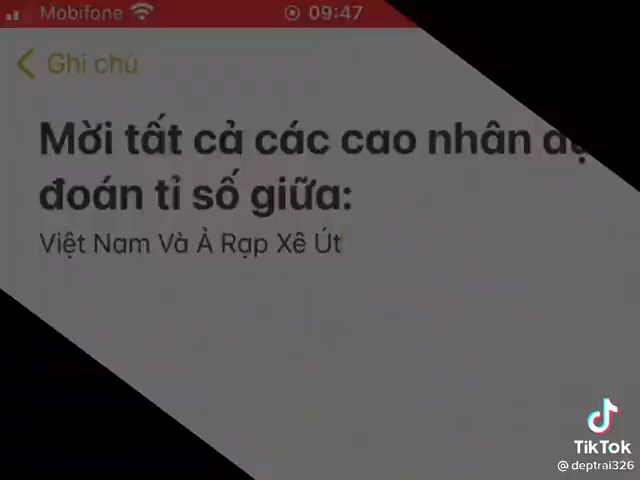 Mobifone 09:47
Ghi chú
Mời tất cả các cao nhân
đoán tỉ số giữa:
Việt Nam Và Ả Rạp Xê Út
TikTok
@deptrai326